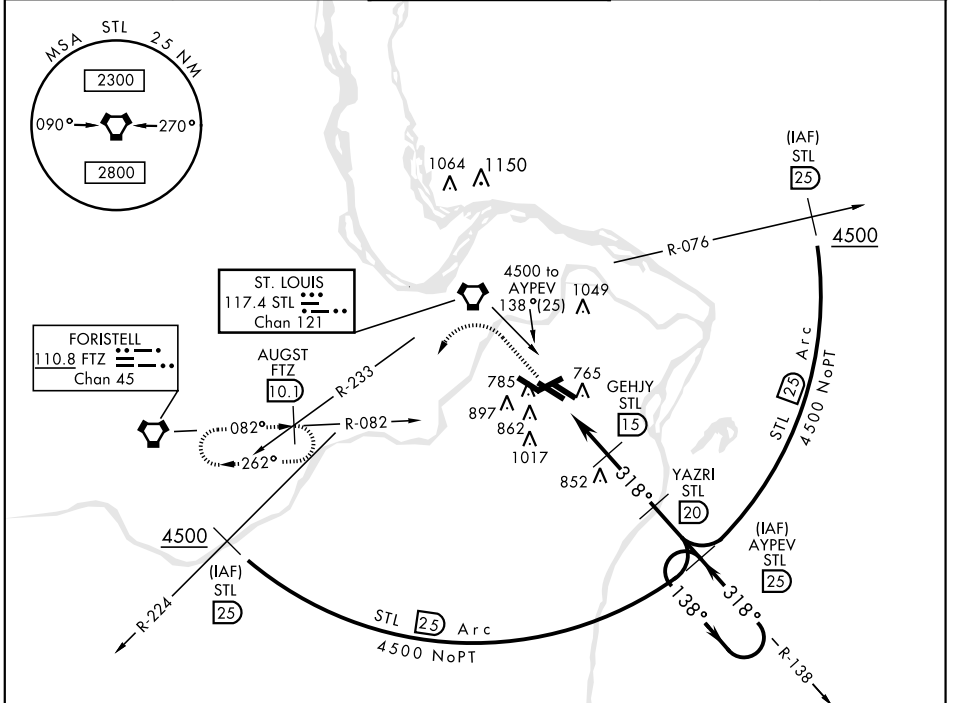 MSA STL 25 NM
2300
090° 270°
2800
1064 1150
(IAF)
STL
25
4500
R-076
ST. LOUIS
117.4 STL
Chan 121
4500 to
AYPEV
138°(25)
1049
FORISTELL
110.8 FTZ
Chan 45
AUGST
FTZ
10.1
R-233
082°
R-082
262°
785
765
897
862
1017
GEHJY
STL
15
852
318°
YAZRI
STL
20
STL 25 Arc
4500 NoPT
(IAF)
AYPEV
STL
25
4500
(IAF)
STL
25
R-224
STL 25 Arc
4500 NoPT
138°
318°
R-138